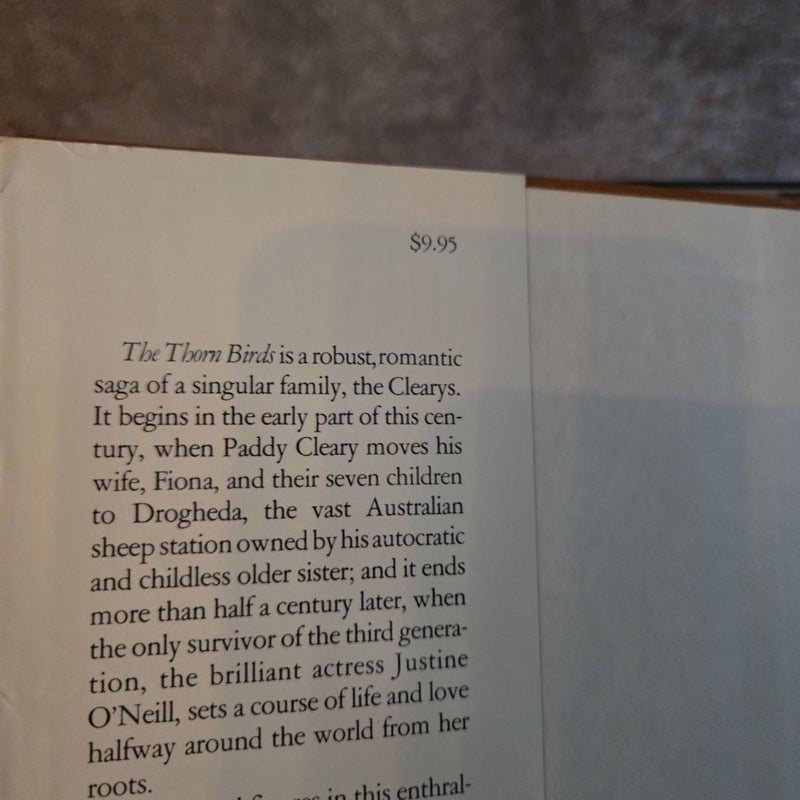 $9.95
The Thorn Birds is a robust, romantic
saga of a singular family, the Clearys.
It begins in the early part of this cen-
tury, when Paddy Cleary moves his
wife, Fiona, and their seven children
to Drogheda, the vast Australian
sheep station owned by his autocratic
and childless older sister; and it ends
more than half a century later, when
the only survivor of the third genera-
tion, the brilliant actress Justine
O'Neill, sets a course of life and love
halfway around the world from her
roots.
in this enthral-